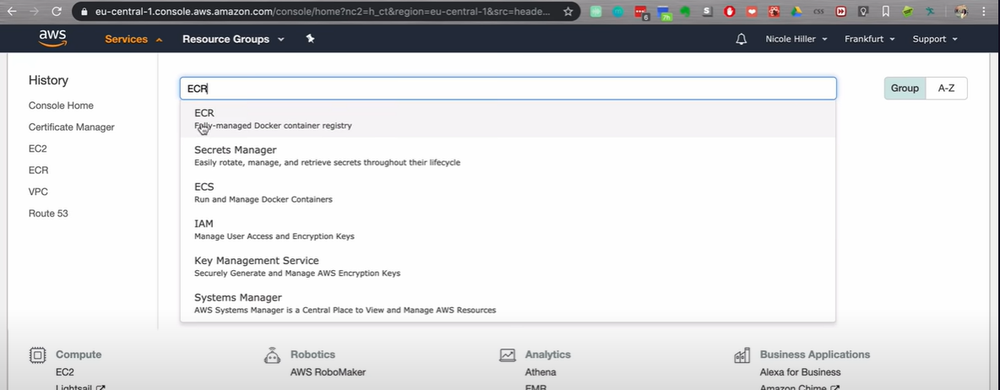 eu-central-1.console.aws.amazon.com/console/home?nc2=h_ct&region=eu-central-1&src=heade...
6
7h
S
CSS
aws
Services
Resource Groups
Nicole Hiller
Frankfurt
Support
History
Console Home
Certificate Manager
EC2
ECR
VPC
Route 53
ECR
Group
A-Z
ECR
Fully-managed Docker container registry
Secrets Manager
Easily rotate, manage, and retrieve secrets throughout their lifecycle
ECS
Run and Manage Docker Containers
IAM
Manage User Access and Encryption Keys
Key Management Service
Securely Generate and Manage AWS Encryption Keys
Systems Manager
AWS Systems Manager is a Central Place to View and Manage AWS Resources
Compute
EC2
Lightsail
Robotics
AWS RoboMaker
Analytics
Athena
EMR
Business Applications
Alexa for Business
Amazon Chime